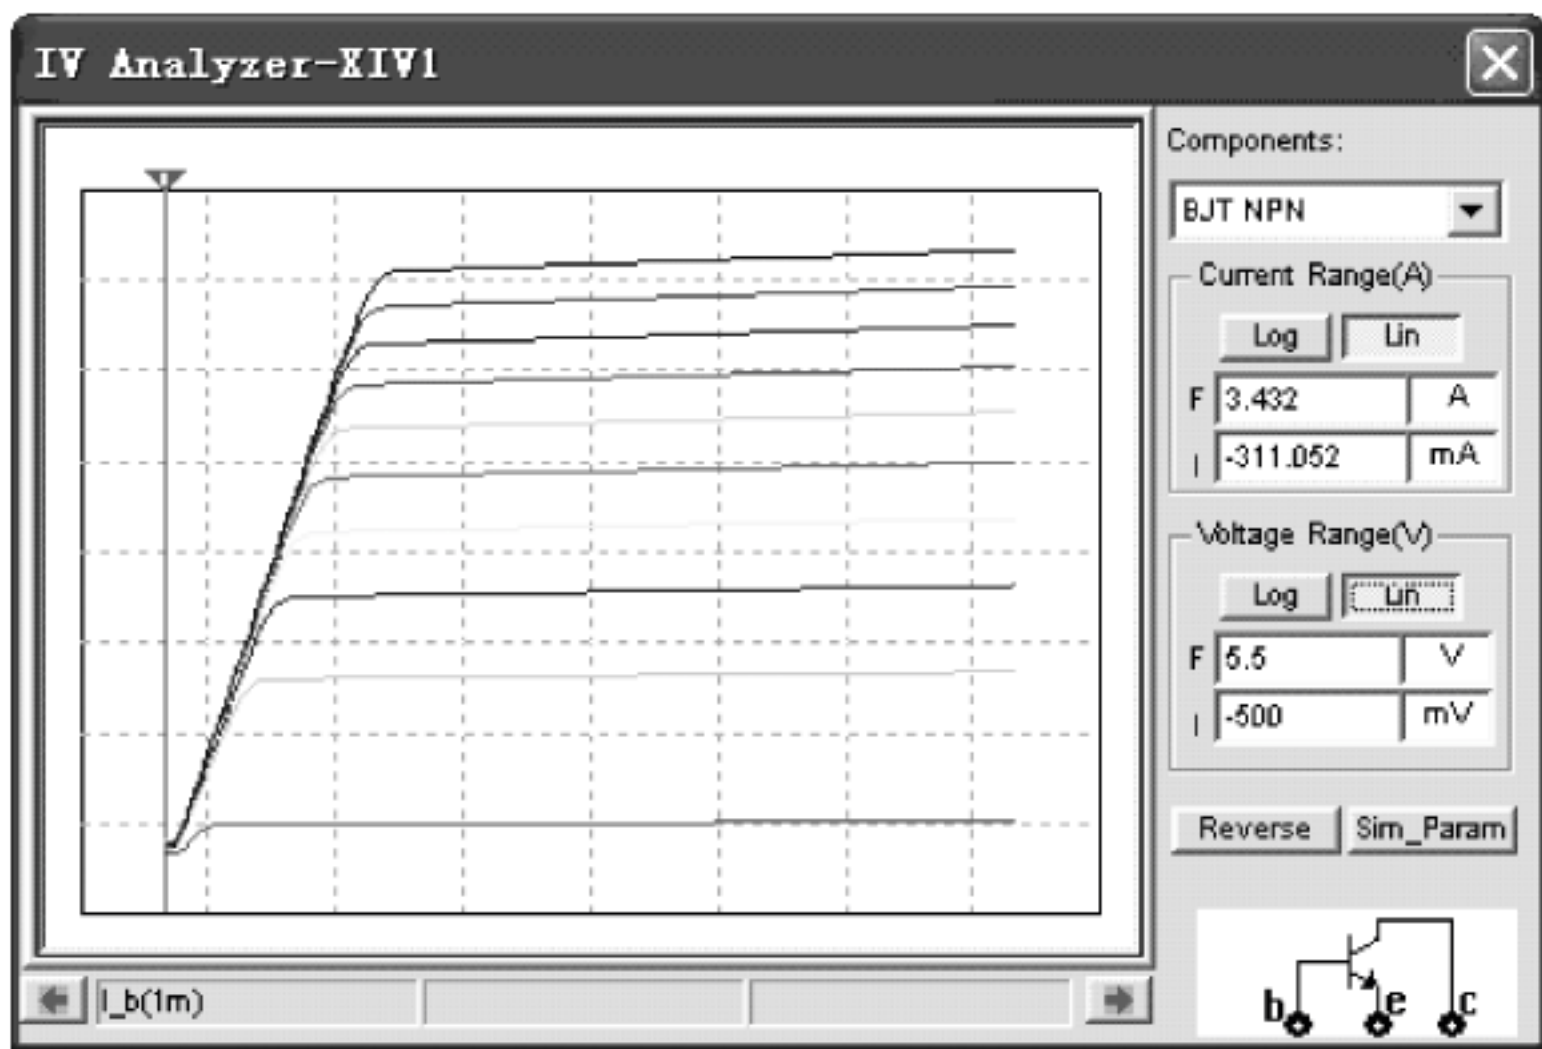 IV Analyzer-XIV1
Components:
BJT NPN
Current Range(A)
Log Lin
F 3.432 A
I -311.052 mA
Voltage Range(V)
Log Lin
F 5.5 V
I -500 mV
Reverse Sim_Param
b e c
I_b(1m)